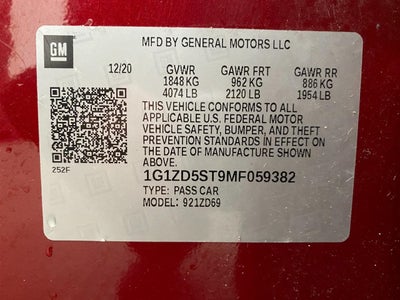 GM
MFD BY GENERAL MOTORS LLC
12/20 GVWR GAWR FRT GAWR RR
1848 KG 962 KG 886 KG
4074 LB 2120 LB 1954 LB
THIS VEHICLE CONFORMS TO ALL
APPLICABLE U.S. FEDERAL MOTOR
VEHICLE SAFETY, BUMPER, AND THEFT
PREVENTION STANDARDS IN EFFECT ON
THE DATE OF MANUFACTURE SHOWN
ABOVE.
252F
1G1ZD5ST9MF059382
TYPE: PASS CAR
MODEL: 921ZD69